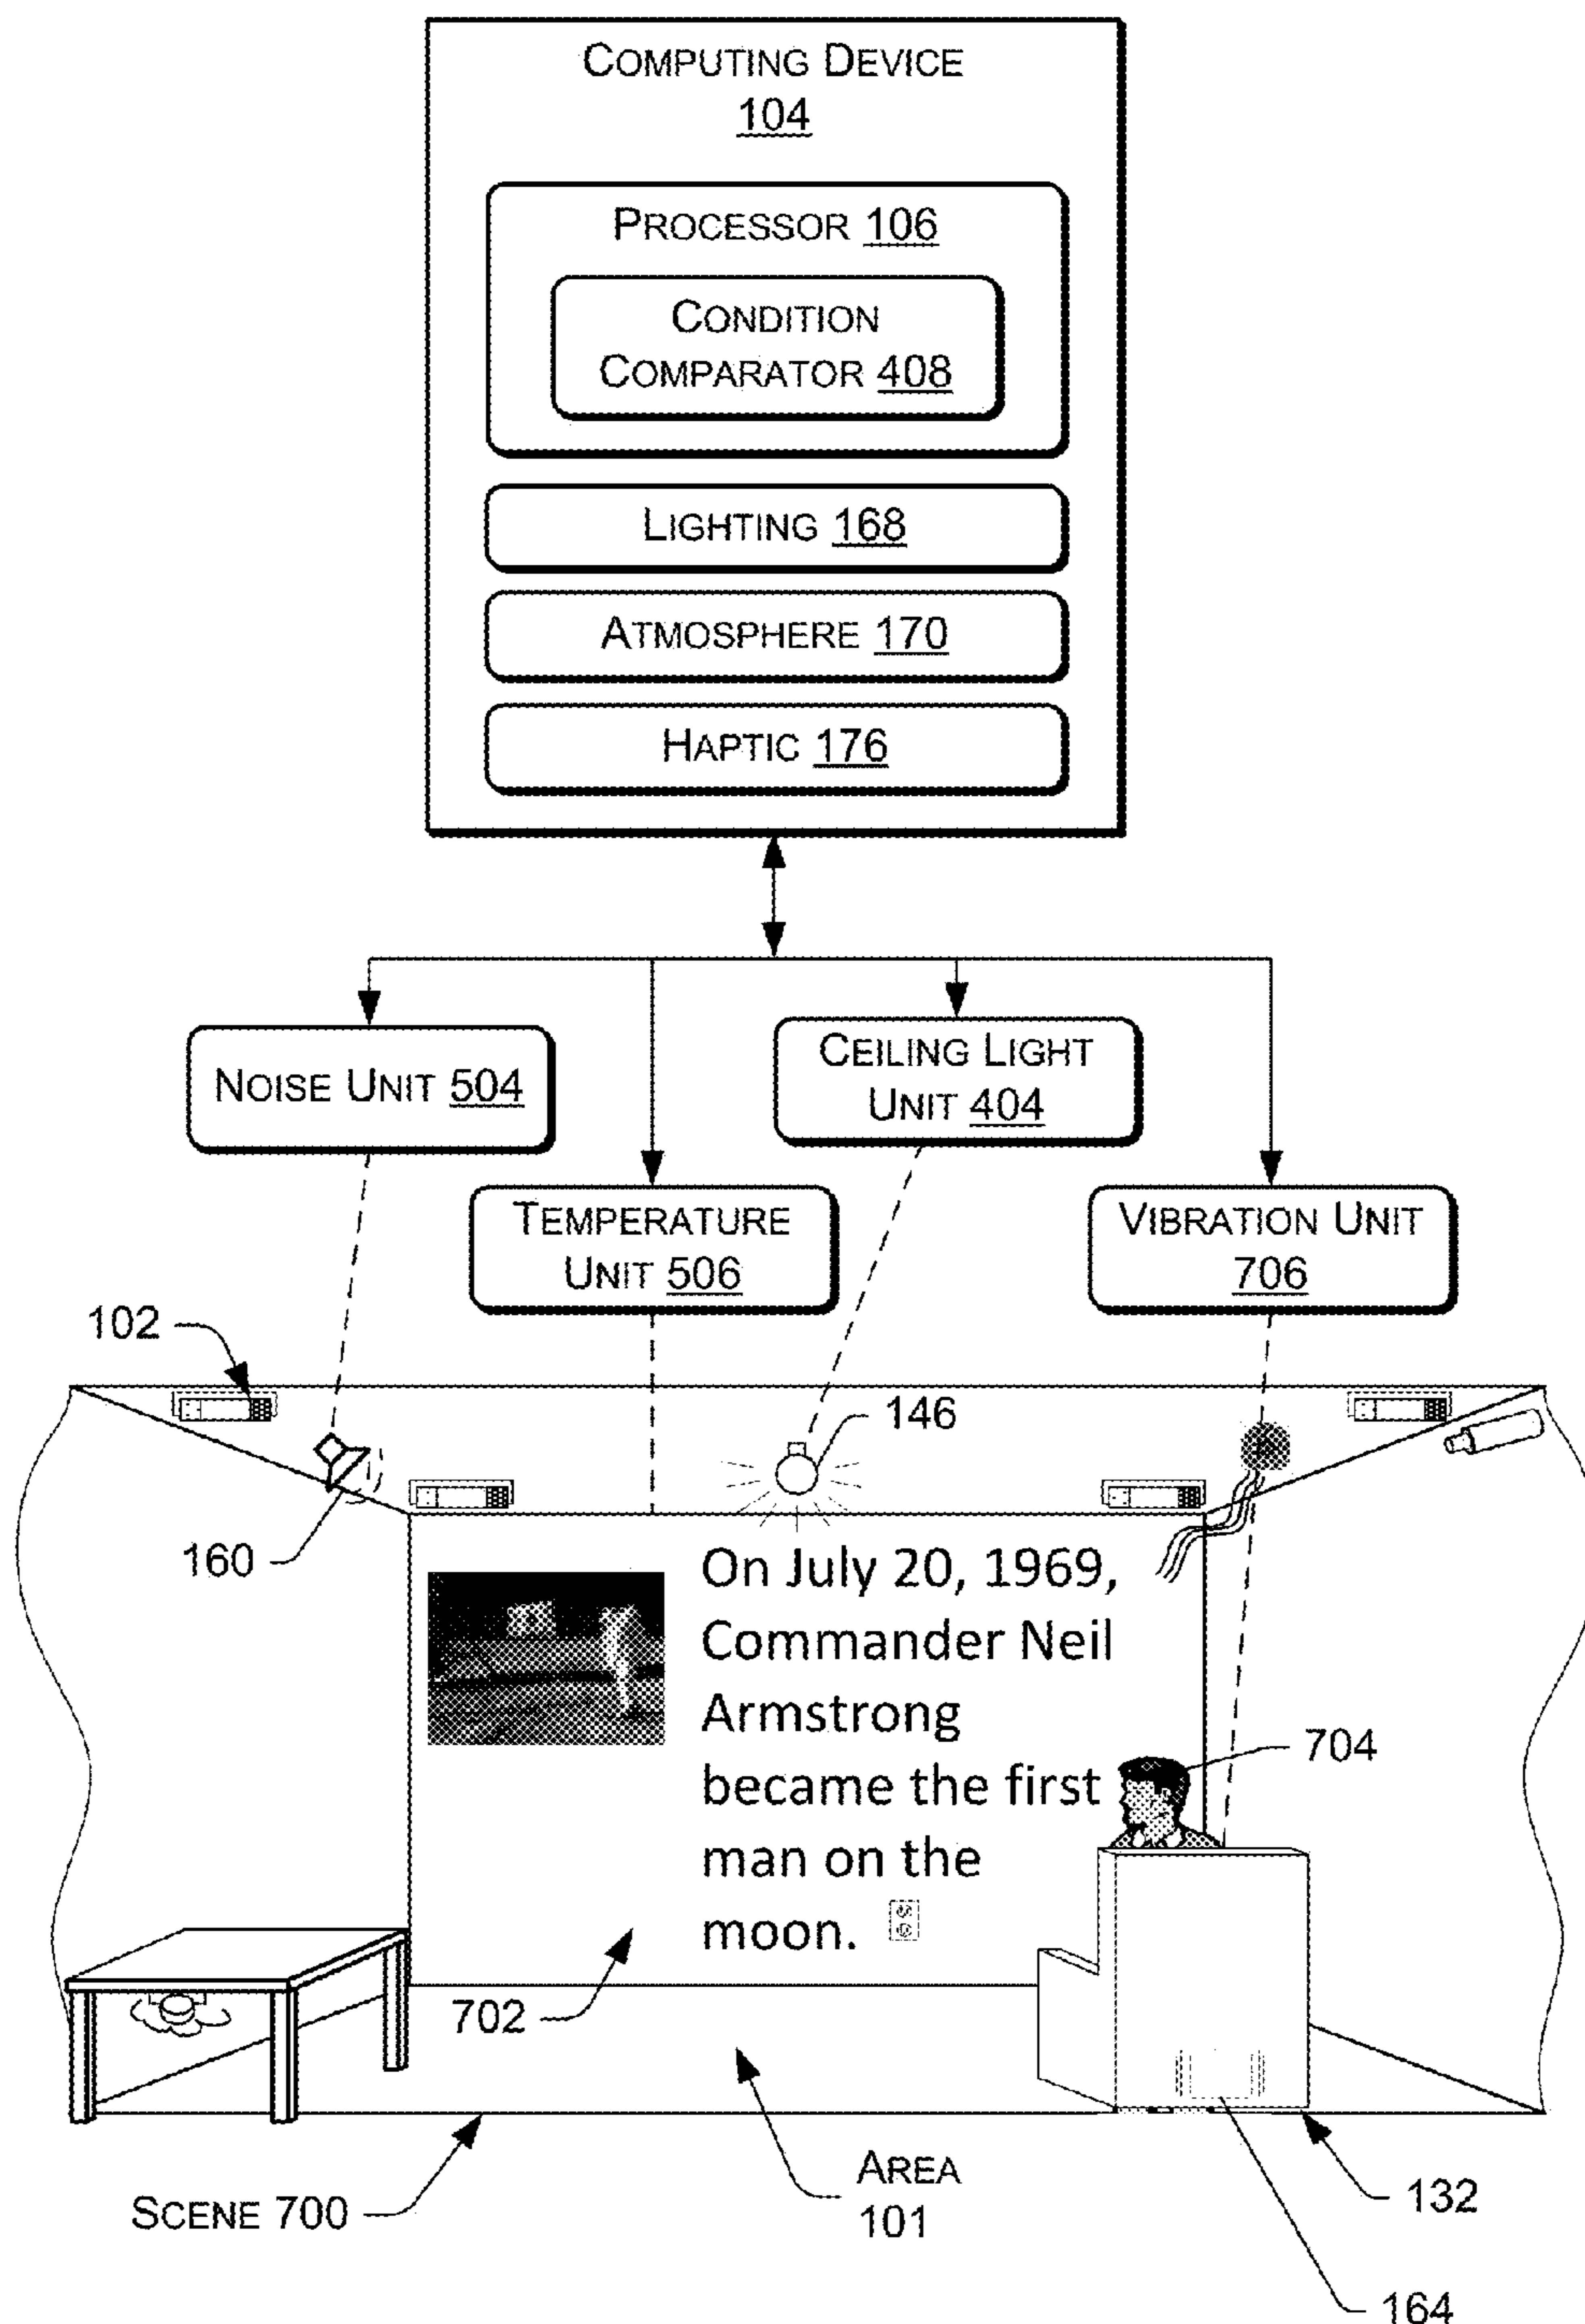 COMPUTING DEVICE
104
PROCESSOR 106
CONDITION
COMPARATOR 408
LIGHTING 168
ATMOSPHERE 170
HAPTIC 176
NOISE UNIT 504
CEILING LIGHT
UNIT 404
TEMPERATURE
UNIT 506
VIBRATION UNIT
706
102
146
160
On July 20, 1969,
Commander Neil
Armstrong
became the first
man on the
moon.
704
702
AREA
101
SCENE 700
132
164